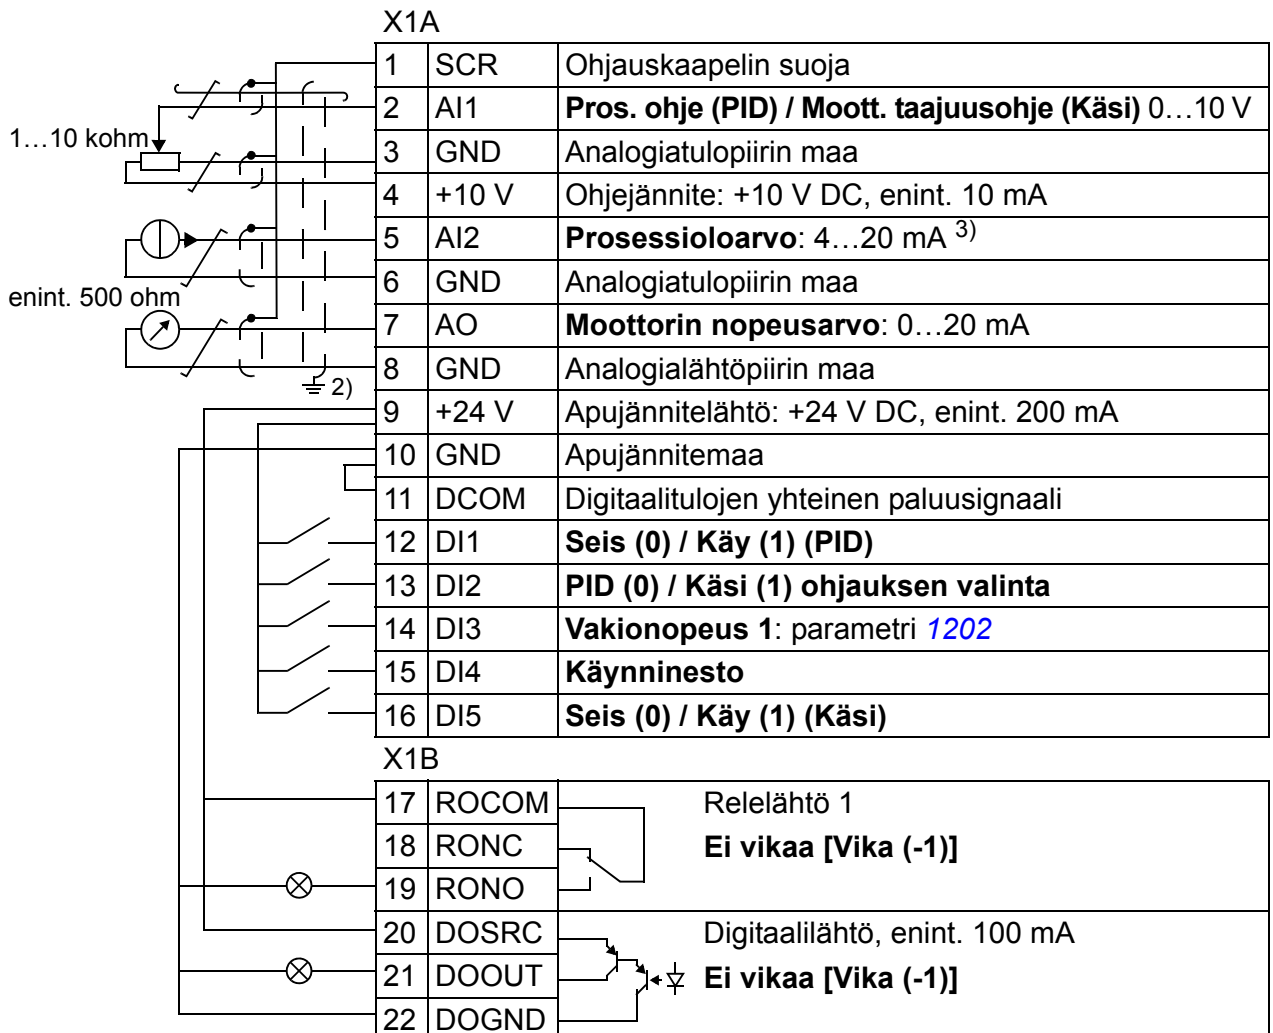 X1A
1 SCR Ohjauskaapelin suoja
2 AI1 Pros. ohje (PID) / Moott. taajuusohje (Käsi) 0…10 V
1…10 kohm
3 GND Analogiatulopiirin maa
4 +10 V Ohjejännite: +10 V DC, enint. 10 mA
5 AI2 Prosessioloarvo: 4…20 mA 3)
6 GND Analogiatulopiirin maa
enint. 500 ohm
7 AO Moottorin nopeusarvo: 0…20 mA
8 GND Analogialähtöpiirin maa
2)
9 +24 V Apujännitelähtö: +24 V DC, enint. 200 mA
10 GND Apujännitemaa
11 DCOM Digitaalitulojen yhteinen paluusignaali
12 DI1 Seis (0) / Käy (1) (PID)
13 DI2 PID (0) / Käsi (1) ohjauksen valinta
14 DI3 Vakionopeus 1: parametri 1202
15 DI4 Käynninesto
16 DI5 Seis (0) / Käy (1) (Käsi)
X1B
17 ROCOM Relelähtö 1
18 RONC Ei vikaa [Vika (-1)]
19 RONO
20 DOSRC Digitaalilähtö, enint. 100 mA
21 DOOUT Ei vikaa [Vika (-1)]
22 DOGND